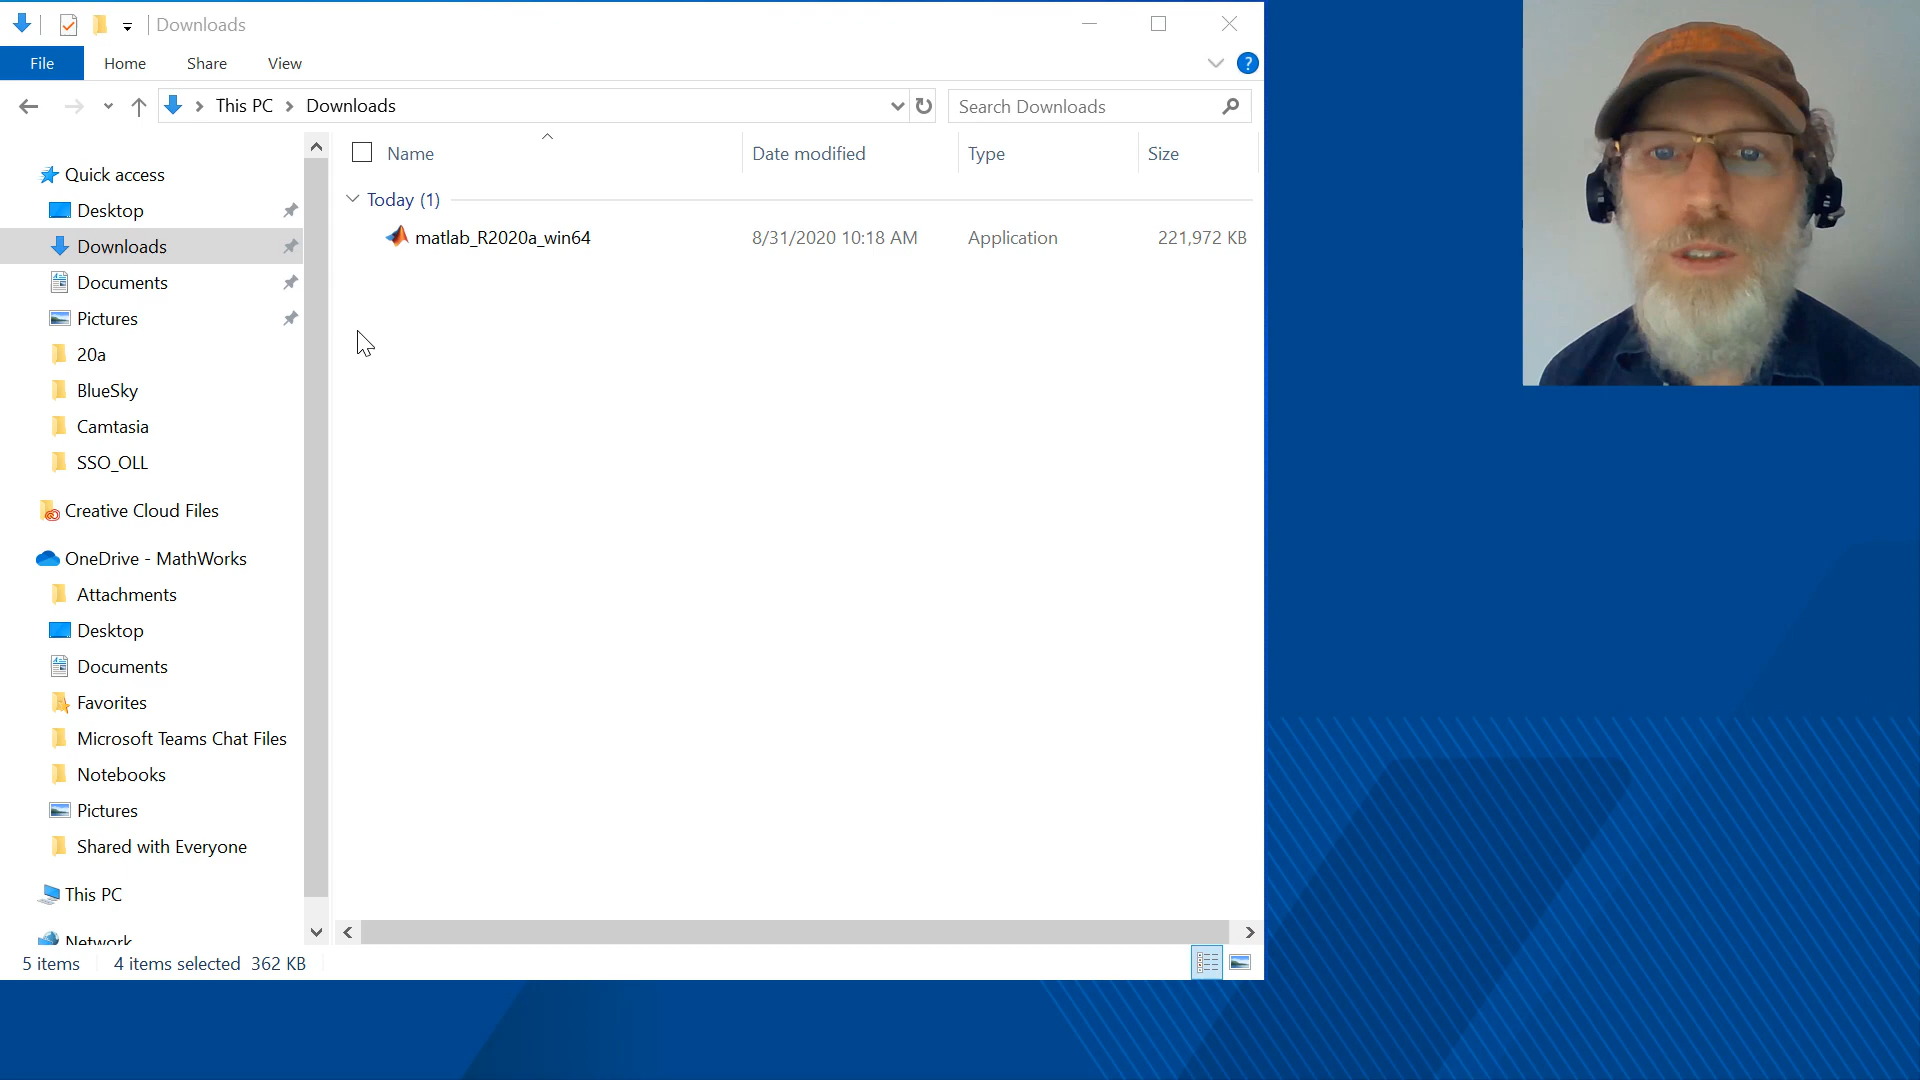 Downloads
File Home Share View
?
This PC Downloads
Search Downloads
Name Date modified Type Size
Today (1)
matlab_R2020a_win64 8/31/2020 10:18 AM Application 221,972 KB
Quick access
Desktop
Downloads
Documents
Pictures
20a
BlueSky
Camtasia
SSO_OLL
Creative Cloud Files
OneDrive - MathWorks
Attachments
Desktop
Documents
Favorites
Microsoft Teams Chat Files
Notebooks
Pictures
Shared with Everyone
This PC
Network
5 items 4 items selected 362 KB